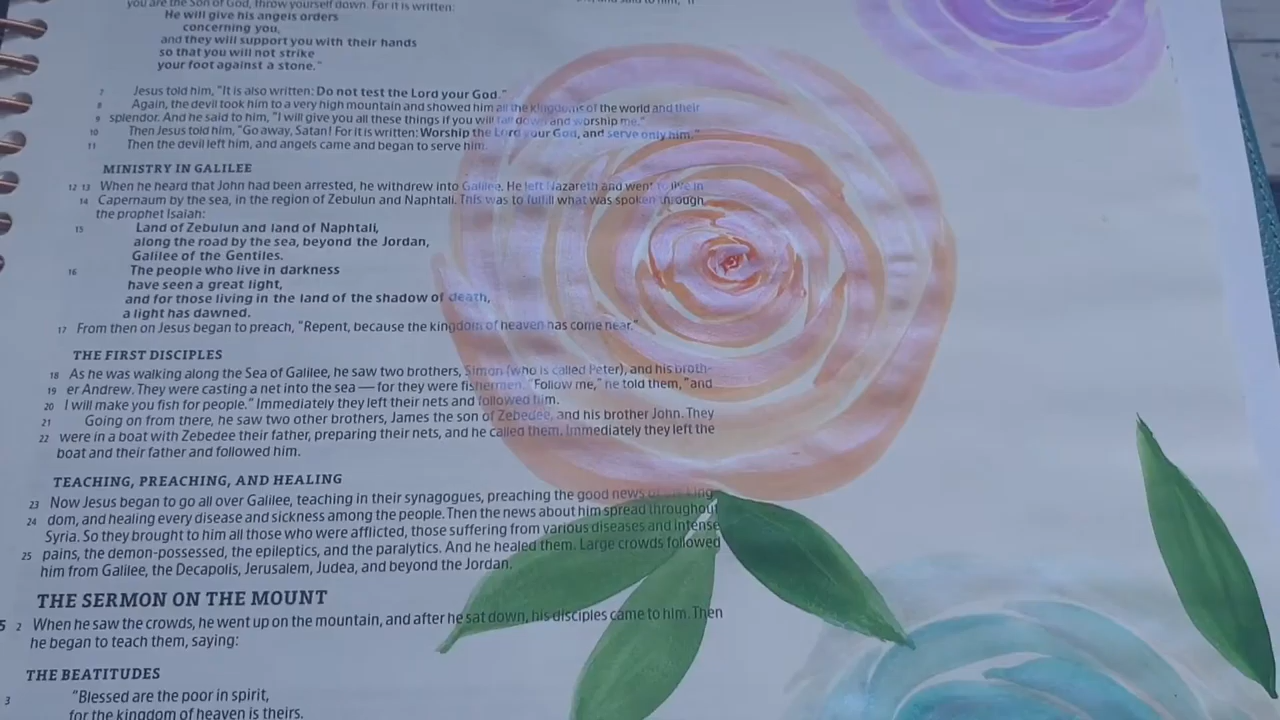 you are the Son of God, throw yourself down. For it is written:
He will give his angels orders
concerning you,
and they will support you with their hands
so that you will not strike
your foot against a stone."
7 Jesus told him, "It is also written: Do not test the Lord your God."
8 Again, the devil took him to a very high mountain and showed him all the kingdoms of the world and their
9 splendor. And he said to him, "I will give you all these things if you will fall down and worship me."
10 Then Jesus told him, "Go away, Satan! For it is written: Worship the Lord your God, and serve only him."
11 Then the devil left him, and angels came and began to serve him.
MINISTRY IN GALILEE
12 13 When he heard that John had been arrested, he withdrew into Galilee. He left Nazareth and went to live in
14 Capernaum by the sea, in the region of Zebulun and Naphtali. This was to fulfill what was spoken through
the prophet Isaiah:
15 Land of Zebulun and land of Naphtali,
along the road by the sea, beyond the Jordan,
Galilee of the Gentiles.
16 The people who live in darkness
have seen a great light,
and for those living in the land of the shadow of death,
a light has dawned.
17 From then on Jesus began to preach, "Repent, because the kingdom of heaven has come near."
THE FIRST DISCIPLES
18 As he was walking along the Sea of Galilee, he saw two brothers, Simon (who is called Peter), and his broth-
19 er Andrew. They were casting a net into the sea — for they were fishermen. "Follow me," he told them, "and
20 I will make you fish for people." Immediately they left their nets and followed him.
21 Going on from there, he saw two other brothers, James the son of Zebedee, and his brother John. They
22 were in a boat with Zebedee their father, preparing their nets, and he called them. Immediately they left the
boat and their father and followed him.
TEACHING, PREACHING, AND HEALING
23 Now Jesus began to go all over Galilee, teaching in their synagogues, preaching the good news of the king-
24 dom, and healing every disease and sickness among the people. Then the news about him spread throughout
Syria. So they brought to him all those who were afflicted, those suffering from various diseases and intense
25 pains, the demon-possessed, the epileptics, and the paralytics. And he healed them. Large crowds followed
him from Galilee, the Decapolis, Jerusalem, Judea, and beyond the Jordan.
THE SERMON ON THE MOUNT
5 2 When he saw the crowds, he went up on the mountain, and after he sat down, his disciples came to him. Then
he began to teach them, saying:
THE BEATITUDES
3 "Blessed are the poor in spirit,
for the kingdom of heaven is theirs.